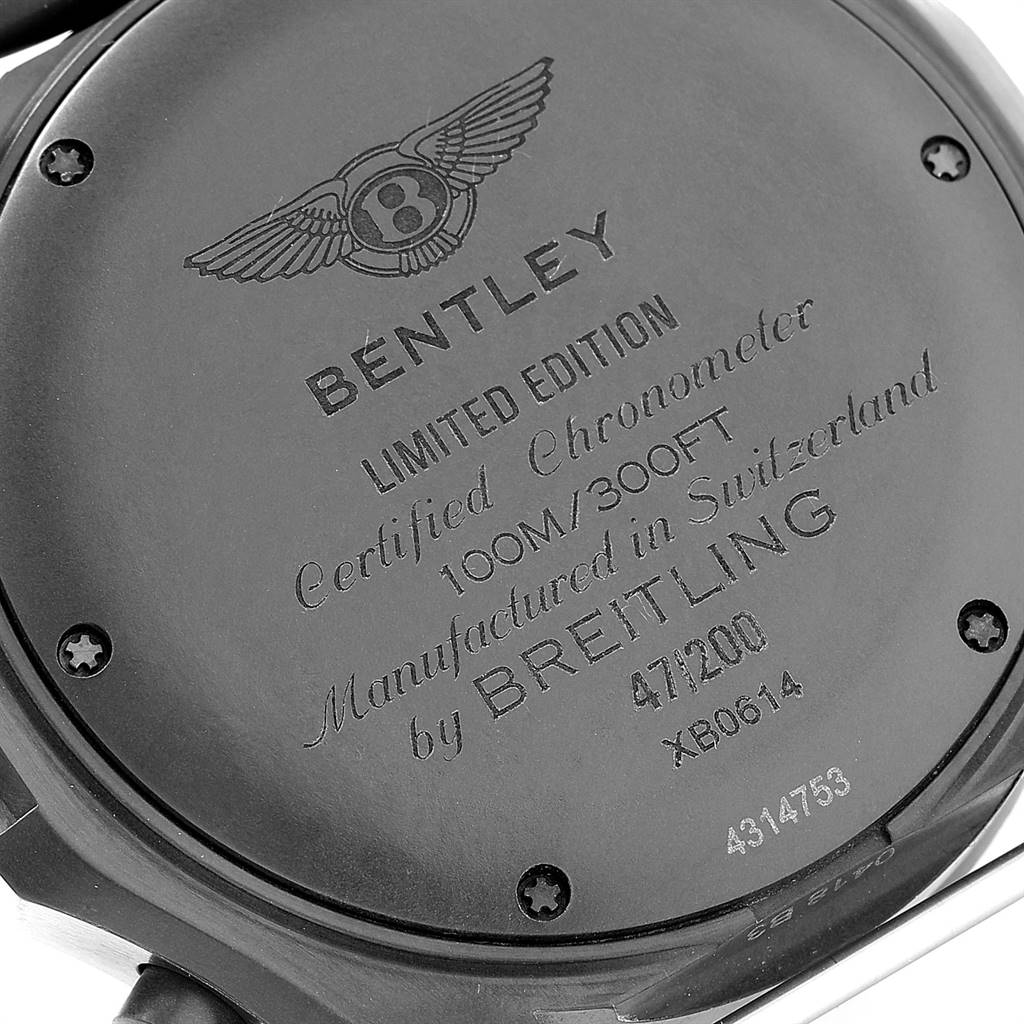 B
BENTLEY
LIMITED EDITION
Certified Chronometer
100M/300FT
Manufactured in Switzerland
by BREITLING
47/200
XB0614
4314753